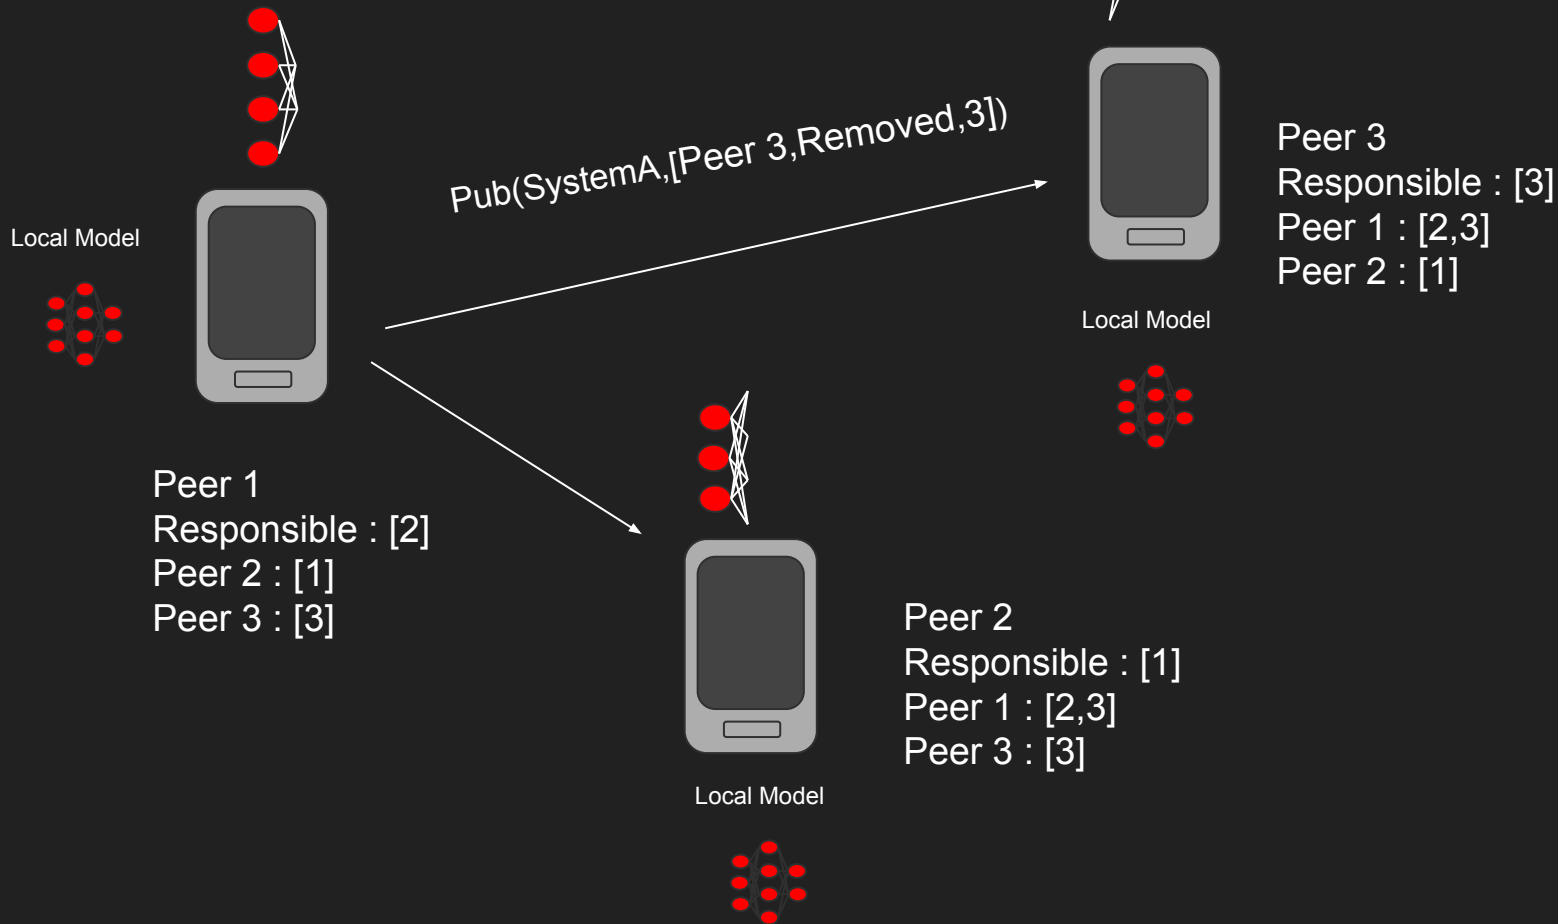 Pub(SystemA,[Peer 3,Removed,3])
Peer 3
Responsible : [3]
Peer 1 : [2,3]
Peer 2 : [1]
Local Model
Local Model
Peer 1
Responsible : [2]
Peer 2 : [1]
Peer 3 : [3]
Peer 2
Responsible : [1]
Peer 1 : [2,3]
Peer 3 : [3]
Local Model